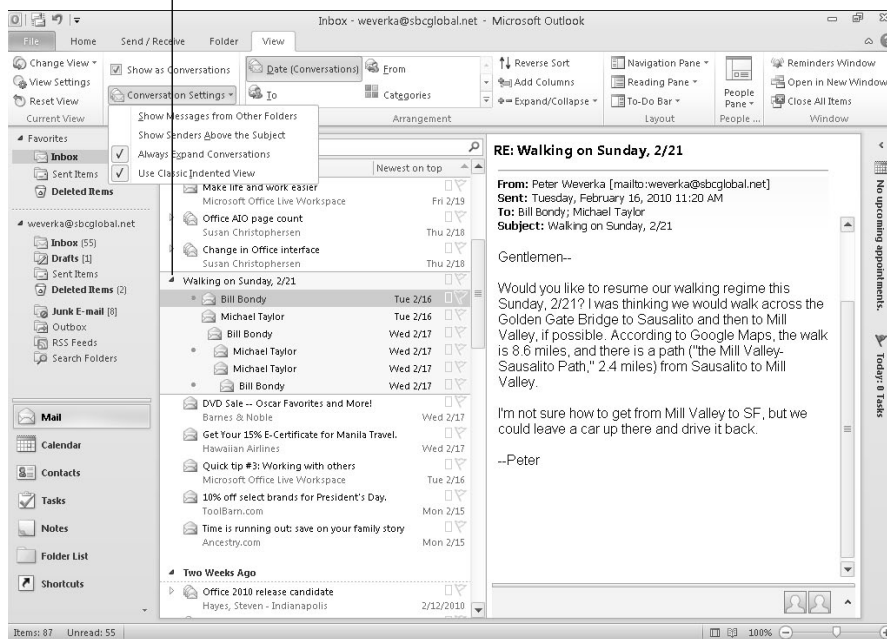 Inbox - weverka@sbcglobal.net - Microsoft Outlook
File Home Send / Receive Folder View
Change View
View Settings
Reset View
Current View
Show as Conversations
Conversation Settings
Date (Conversations) From
To Categories
Arrangement
Reverse Sort
Add Columns
Expand/Collapse
Navigation Pane
Reading Pane
To-Do Bar
Layout
People
Pane
People ...
Reminders Window
Open in New Window
Close All Items
Window
Show Messages from Other Folders
Show Senders Above the Subject
Always Expand Conversations
Use Classic Indented View
Favorites
Inbox
Sent Items
Deleted Items
weverka@sbcglobal.net
Inbox (55)
Drafts [1]
Sent Items
Deleted Items (2)
Junk E-mail [8]
Outbox
RSS Feeds
Search Folders
Mail
Calendar
Contacts
Tasks
Notes
Folder List
Shortcuts
Newest on top
Make life and work easier
Microsoft Office Live Workspace Fri 2/19
Office AIO page count
Susan Christophersen Thu 2/18
Change in Office interface
Susan Christophersen Thu 2/18
Walking on Sunday, 2/21
Bill Bondy Tue 2/16
Michael Taylor Tue 2/16
Bill Bondy Wed 2/17
Michael Taylor Wed 2/17
Michael Taylor Wed 2/17
Bill Bondy Wed 2/17
DVD Sale -- Oscar Favorites and More!
Barnes & Noble Wed 2/17
Get Your 15% E-Certificate for Manila Travel.
Hawaiian Airlines Wed 2/17
Quick tip #3: Working with others
Microsoft Office Live Workspace Tue 2/16
10% off select brands for President's Day.
ToolBarn.com Mon 2/15
Time is running out: save on your family story
Ancestry.com Mon 2/15
Two Weeks Ago
Office 2010 release candidate
Hayes, Steven - Indianapolis 2/12/2010
RE: Walking on Sunday, 2/21
From: Peter Weverka [mailto:weverka@sbcglobal.net]
Sent: Tuesday, February 16, 2010 11:20 AM
To: Bill Bondy; Michael Taylor
Subject: Walking on Sunday, 2/21
Gentlemen--
Would you like to resume our walking regime this
Sunday, 2/21? I was thinking we would walk across the
Golden Gate Bridge to Sausalito and then to Mill
Valley, if possible. According to Google Maps, the walk
is 8.6 miles, and there is a path ("the Mill Valley-
Sausalito Path," 2.4 miles) from Sausalito to Mill
Valley.
I'm not sure how to get from Mill Valley to SF, but we
could leave a car up there and drive it back.
--Peter
No upcoming appointments.
Today: 0 Tasks
Items: 87 Unread: 55
100%